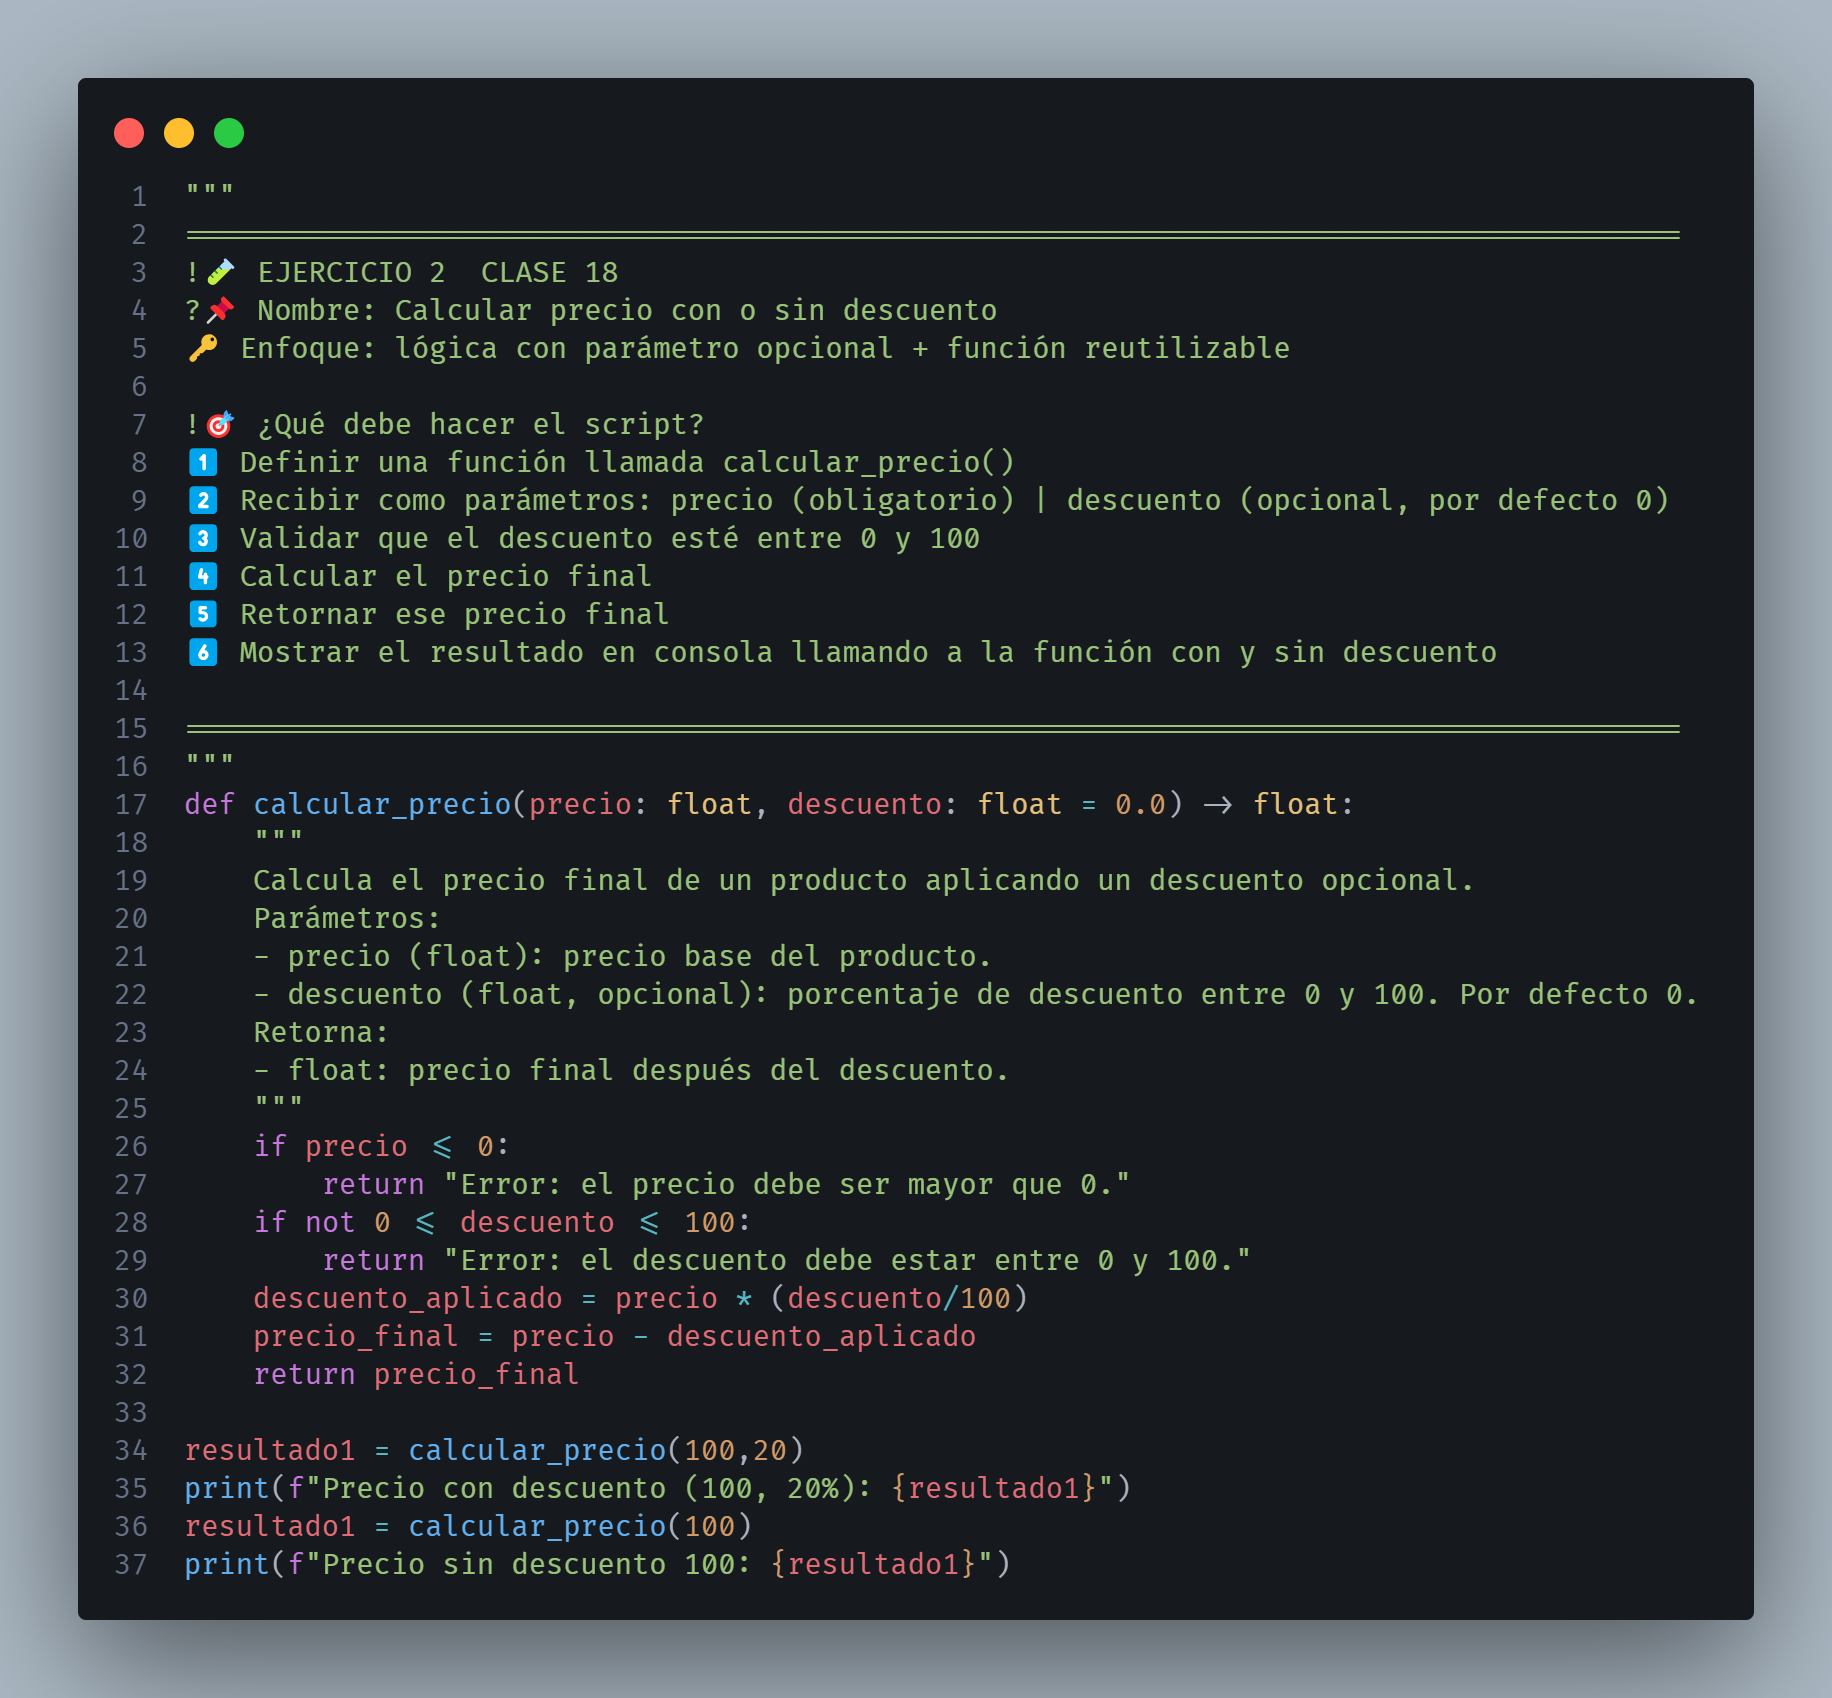 1 """
2 =======================================================================================
3 !🧪 EJERCICIO 2  CLASE 18
4 ?📌 Nombre: Calcular precio con o sin descuento
5 🔑 Enfoque: lógica con parámetro opcional + función reutilizable
6
7 !🎯 ¿Qué debe hacer el script?
8 1️⃣ Definir una función llamada calcular_precio()
9 2️⃣ Recibir como parámetros: precio (obligatorio) | descuento (opcional, por defecto 0)
10 3️⃣ Validar que el descuento esté entre 0 y 100
11 4️⃣ Calcular el precio final
12 5️⃣ Retornar ese precio final
13 6️⃣ Mostrar el resultado en consola llamando a la función con y sin descuento
14
15 =======================================================================================
16 """
17 def calcular_precio(precio: float, descuento: float = 0.0) -> float:
18     """
19     Calcula el precio final de un producto aplicando un descuento opcional.
20     Parámetros:
21     - precio (float): precio base del producto.
22     - descuento (float, opcional): porcentaje de descuento entre 0 y 100. Por defecto 0.
23     Retorna:
24     - float: precio final después del descuento.
25     """
26     if precio <= 0:
27         return "Error: el precio debe ser mayor que 0."
28     if not 0 <= descuento <= 100:
29         return "Error: el descuento debe estar entre 0 y 100."
30     descuento_aplicado = precio * (descuento/100)
31     precio_final = precio - descuento_aplicado
32     return precio_final
33
34 resultado1 = calcular_precio(100,20)
35 print(f"Precio con descuento (100, 20%): {resultado1}")
36 resultado1 = calcular_precio(100)
37 print(f"Precio sin descuento 100: {resultado1}")